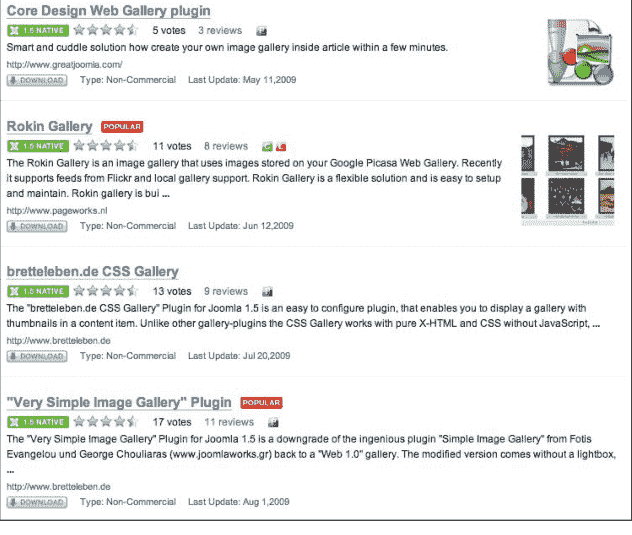 Core Design Web Gallery plugin
1.5 NATIVE 5 votes 3 reviews
Smart and cuddle solution how create your own image gallery inside article within a few minutes.
http://www.greatjoomla.com/
DOWNLOAD Type: Non-Commercial Last Update: May 11,2009
Rokin Gallery POPULAR
1.5 NATIVE 11 votes 8 reviews
The Rokin Gallery is an image gallery that uses images stored on your Google Picasa Web Gallery. Recently
it supports feeds from Flickr and local gallery support. Rokin Gallery is a flexible solution and is easy to setup
and maintain. Rokin gallery is bui ...
http://www.pageworks.nl
DOWNLOAD Type: Non-Commercial Last Update: Jun 12,2009
bretteleben.de CSS Gallery
1.5 NATIVE 13 votes 9 reviews
The "bretteleben.de CSS Gallery" Plugin for Joomla 1.5 is an easy to configure plugin, that enables you to display a gallery with
thumbnails in a content item. Unlike other gallery-plugins the CSS Gallery works with pure X-HTML and CSS without JavaScript, ...
http://www.bretteleben.de
DOWNLOAD Type: Non-Commercial Last Update: Jul 20,2009
"Very Simple Image Gallery" Plugin POPULAR
1.5 NATIVE 17 votes 11 reviews
The "Very Simple Image Gallery" Plugin for Joomla 1.5 is a downgrade of the ingenious plugin "Simple Image Gallery" from Fotis
Evangelou und George Chouliaras (www.joomlaworks.gr) back to a "Web 1.0" gallery. The modified version comes without a lightbox,
...
http://www.bretteleben.de
DOWNLOAD Type: Non-Commercial Last Update: Aug 1,2009